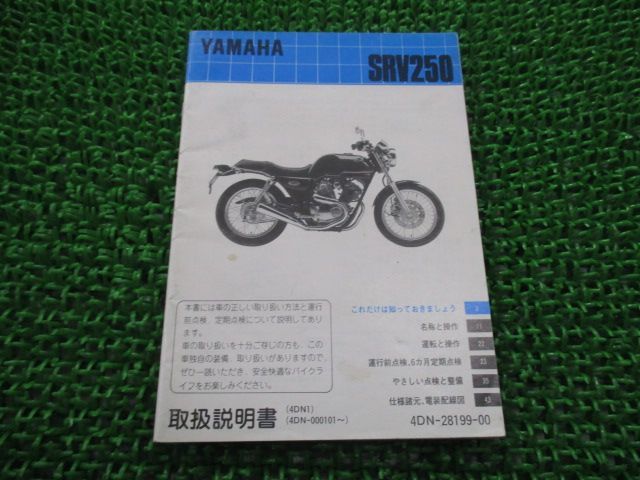 YAMAHA
SRV250
本書には車の正しい取り扱い方法と運行
前点検、定期点検について説明してあり
ます。
車の取り扱いを十分ご存じの方も、この
車独自の装備、取り扱いがありますので、
ぜひ一読いただき、安全快適なバイクラ
イフをお楽しみください。
これだけは知っておきましょう
名称と操作 11
運転と操作 22
運行前点検、6カ月定期点検 23
やさしい点検と整備 35
仕様諸元、電装配線図 43
取扱説明書
(4DN1)
(4DN-000101〜)
4DN-28199-00